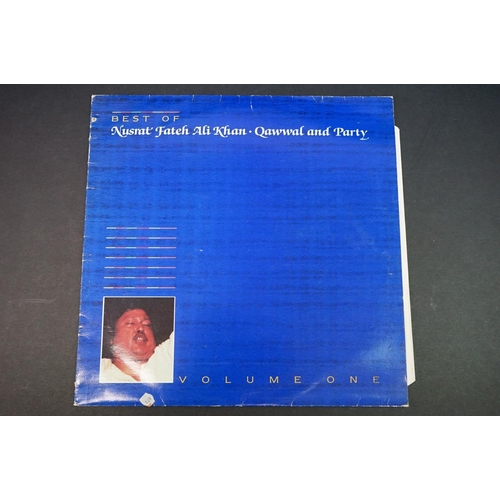 BEST OF
Nusrat Fateh Ali Khan · Qawwal and Party
VOLUME ONE